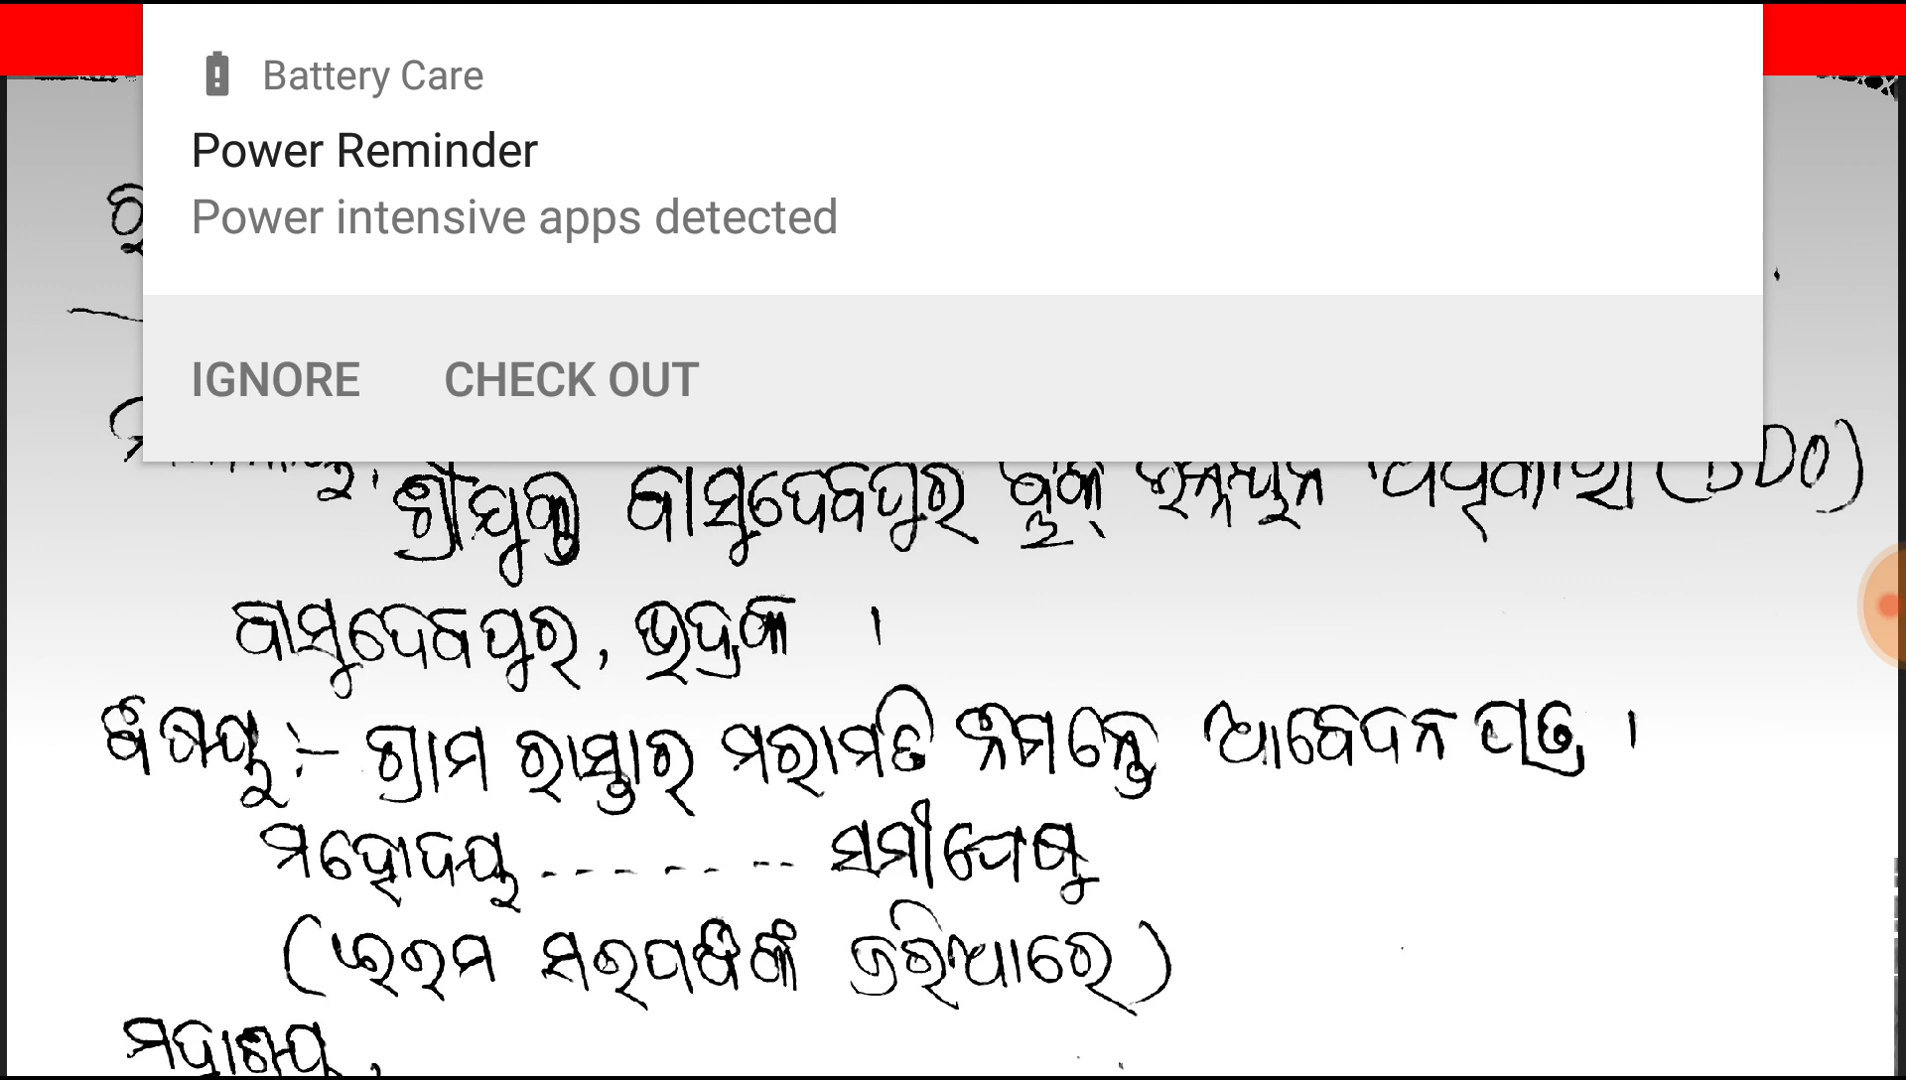 Battery Care
Power Reminder
Power intensive apps detected
IGNORE CHECK OUT
ଶ୍ରୀଯୁକ୍ତ ବାସୁଦେବପୁର ବ୍ଲକ୍ ଉନ୍ନୟନ ଅଧିକାରୀ (BDO)
ବାସୁଦେବପୁର, ଭଦ୍ରକ ।
ବିଷୟ :- ଗ୍ରାମ ରାସ୍ତାର ମରାମତି ନିମନ୍ତେ ଆବେଦନ ପତ୍ର ।
ମହୋଦୟ ------- ସମୀପେଷୁ
(ଇରମ ସରପଞ୍ଚଙ୍କ ଜରିଆରେ)
ମହାଶୟ,